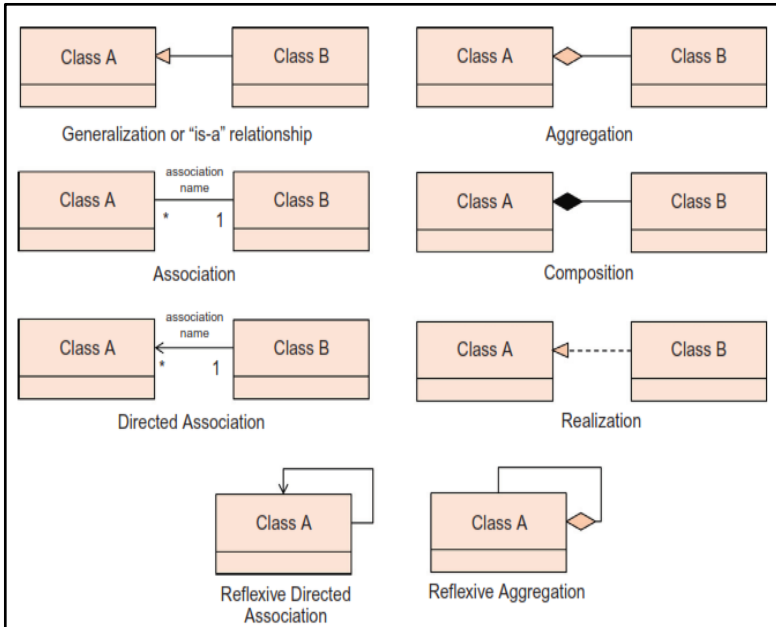 Class A
Class B
Generalization or “is-a” relationship
Class A
Class B
Aggregation
Class A
association
name
*
1
Class B
Association
Class A
Class B
Composition
Class A
association
name
*
1
Class B
Directed Association
Class A
Class B
Realization
Class A
Reflexive Directed
Association
Class A
Reflexive Aggregation